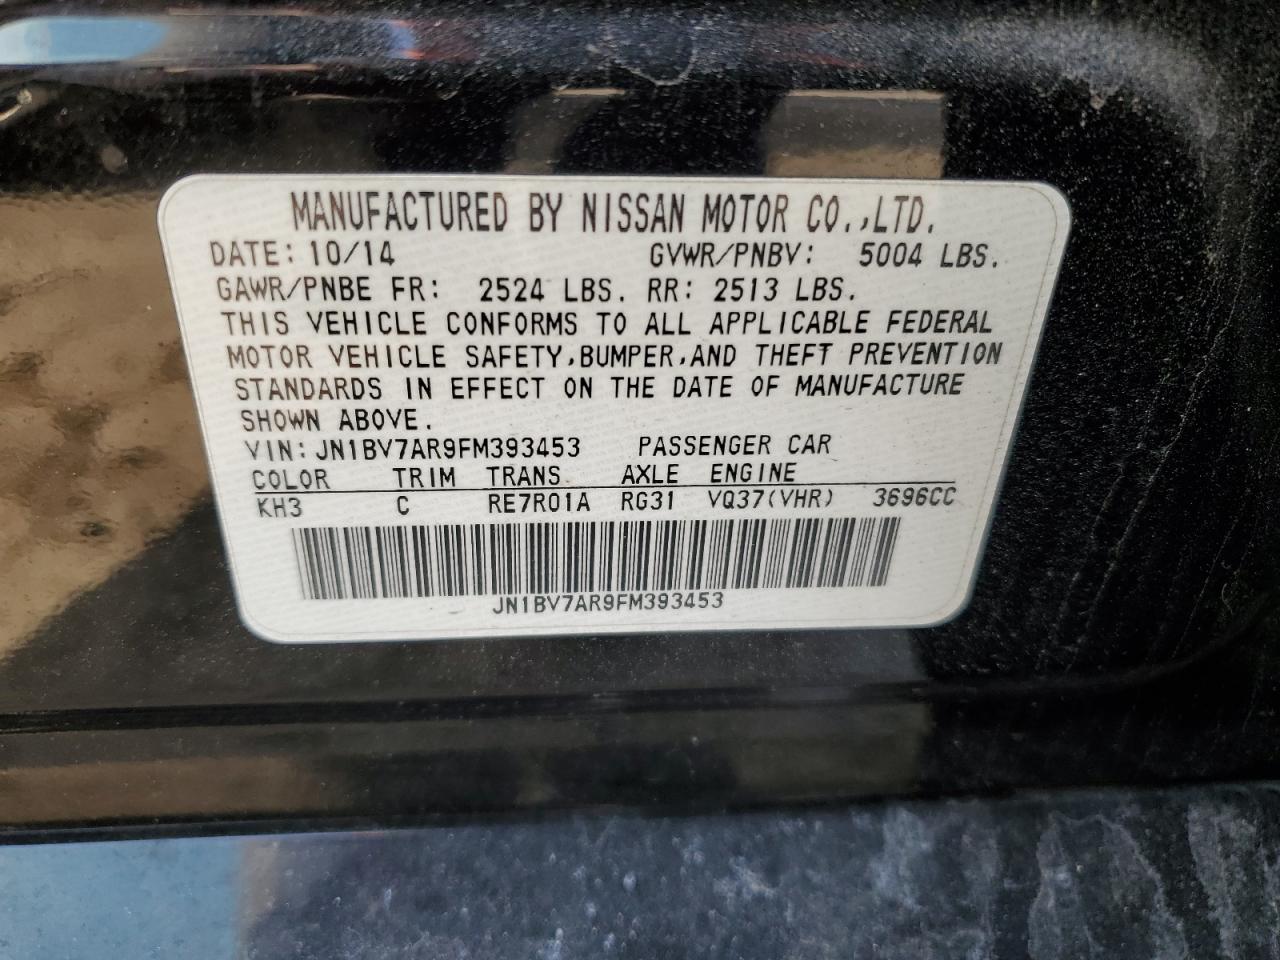 MANUFACTURED BY NISSAN MOTOR CO.,LTD.
DATE: 10/14 GVWR/PNBV: 5004 LBS.
GAWR/PNBE FR: 2524 LBS. RR: 2513 LBS.
THIS VEHICLE CONFORMS TO ALL APPLICABLE FEDERAL
MOTOR VEHICLE SAFETY,BUMPER,AND THEFT PREVENTION
STANDARDS IN EFFECT ON THE DATE OF MANUFACTURE
SHOWN ABOVE.
VIN: JN1BV7AR9FM393453 PASSENGER CAR
COLOR TRIM TRANS AXLE ENGINE
KH3 C RE7R01A RG31 VQ37(VHR) 3696CC
JN1BV7AR9FM393453